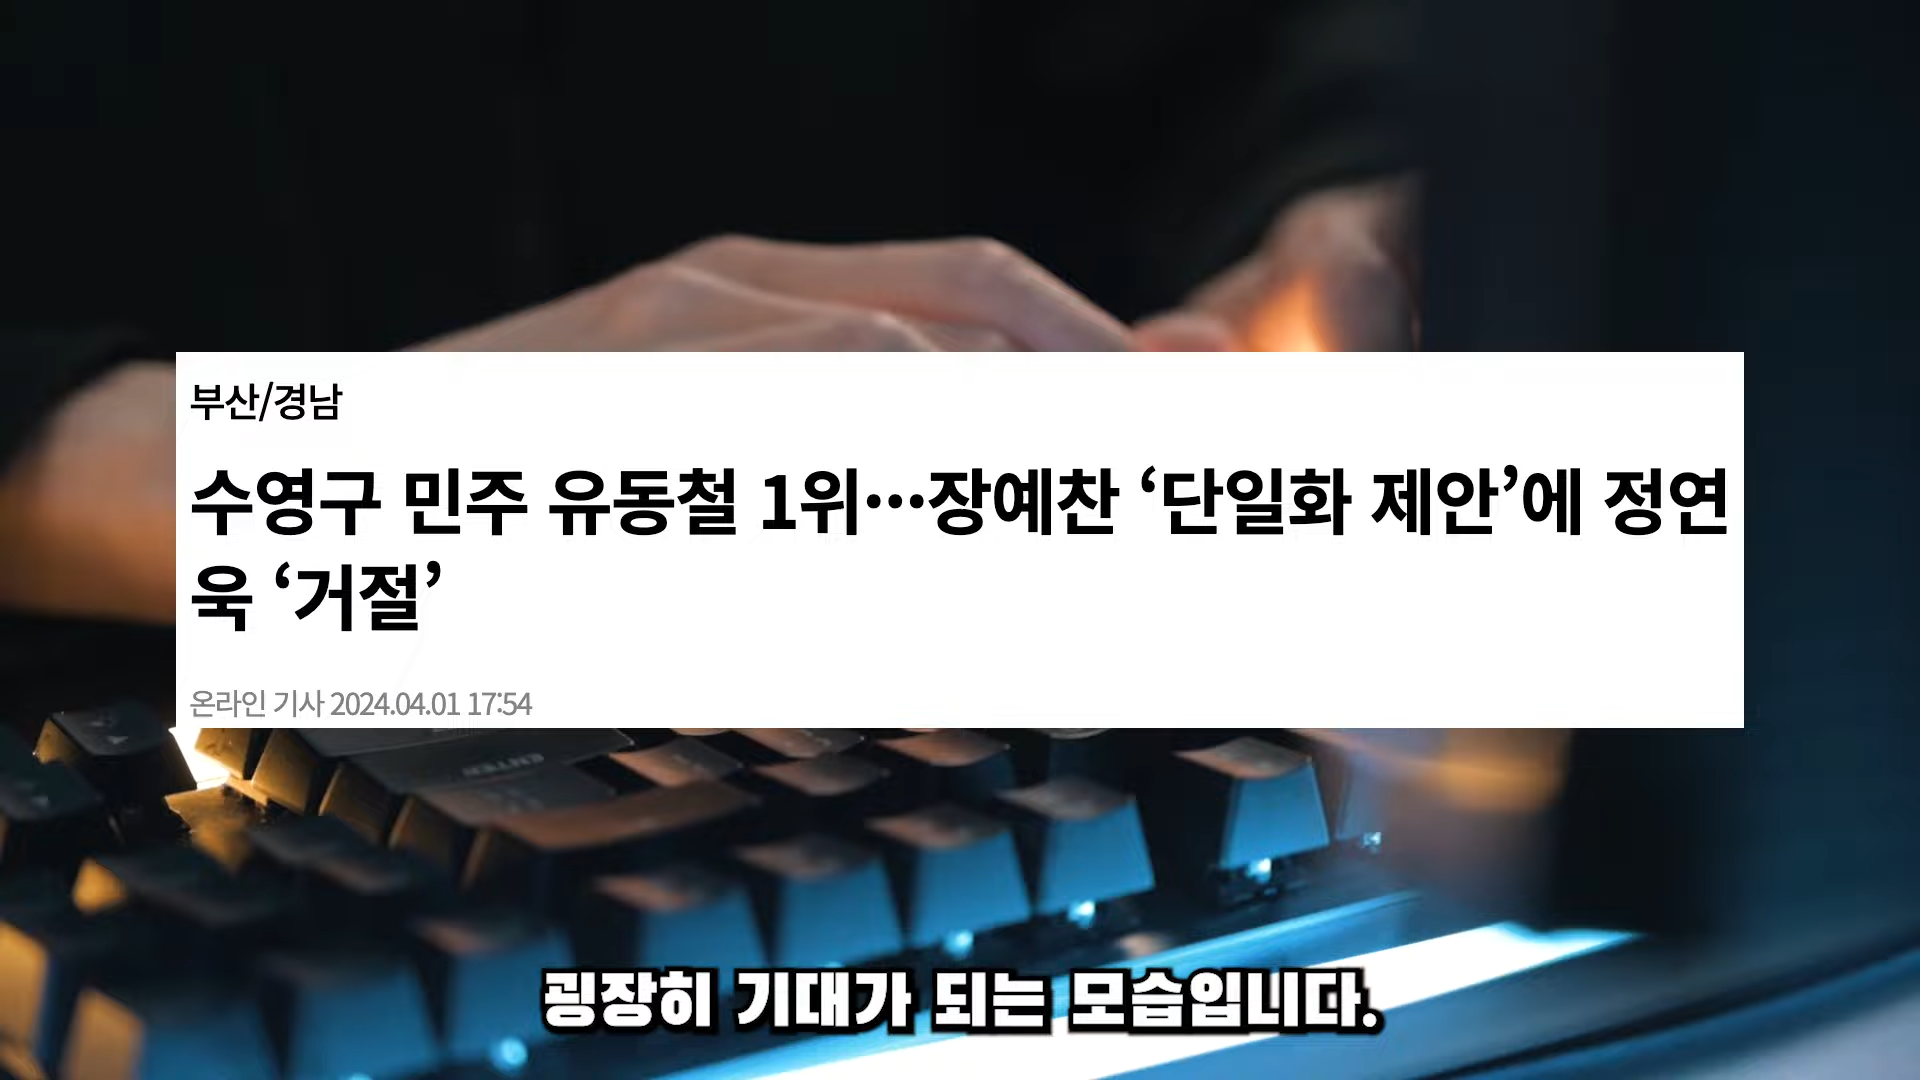 부산/경남
수영구 민주 유동철 1위…장예찬 ‘단일화 제안’에 정연
욱 ‘거절’
온라인 기사 2024.04.01 17:54
ENTER
굉장히 기대가 되는 모습입니다.